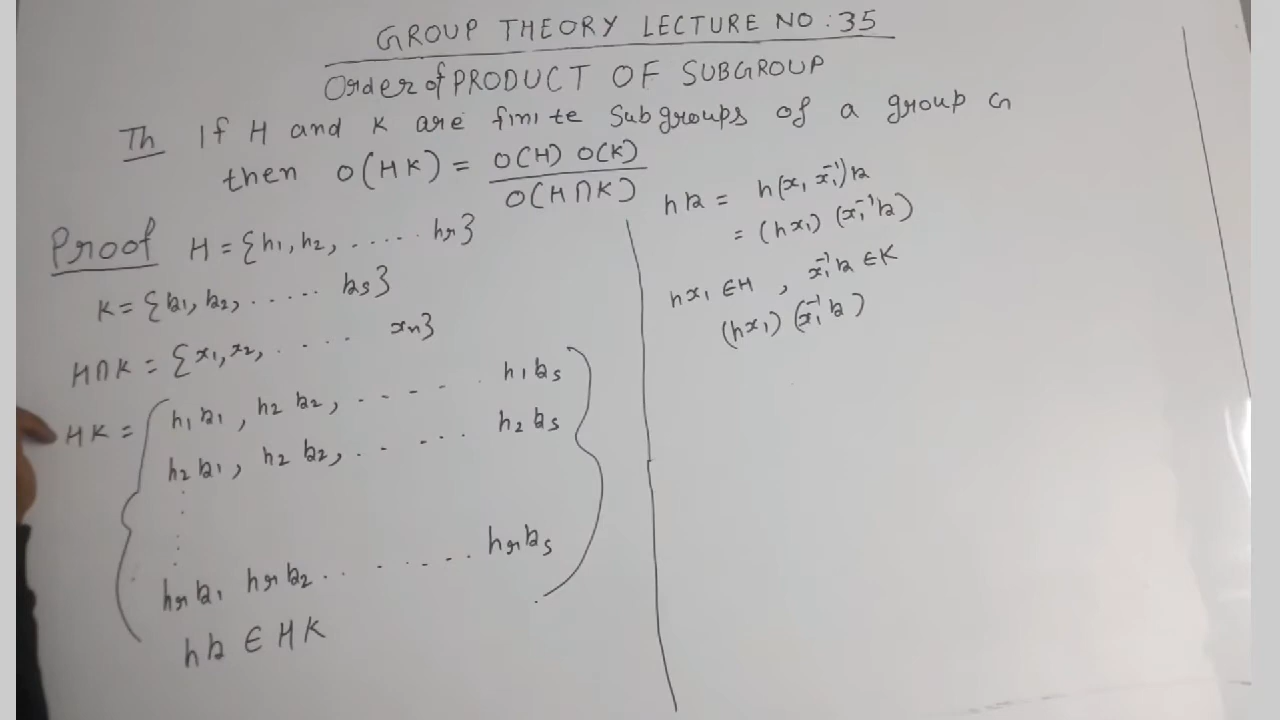 GROUP THEORY LECTURE NO : 35
Order of PRODUCT OF SUBGROUP
Th If H and K are finite Subgroups of a group G
then O(HK) = O(H) O(K) / O(H∩K)
Proof H = {h₁, h₂, ..... hr}
K = {k₁, k₂, ..... ks}
H∩K = {x₁, x₂, .... xn}
HK = { h₁k₁, h₂k₂, ..... h₁ks
h₂k₁, h₂k₂, ..... h₂ks
hrk₁ hrk₂ ....... hrks }
hk ∈ HK
hk = h(x₁ x₁⁻¹)k
= (hx₁) (x₁⁻¹k)
hx₁ ∈ H , x₁⁻¹k ∈ K
(hx₁) (x₁⁻¹k)